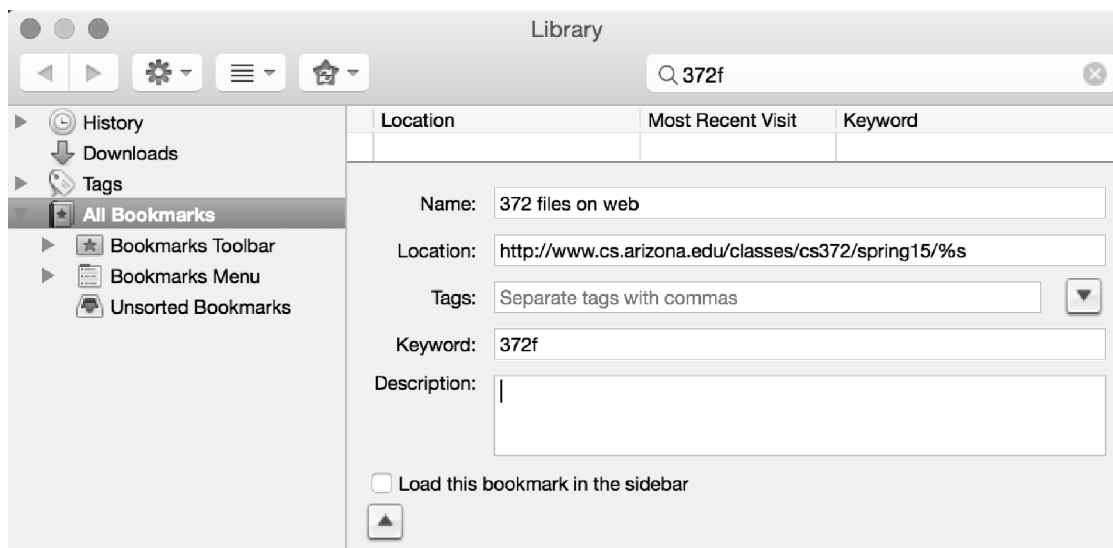 Library
372f
History
Downloads
Tags
All Bookmarks
Bookmarks Toolbar
Bookmarks Menu
Unsorted Bookmarks
Location Most Recent Visit Keyword
Name: 372 files on web
Location: http://www.cs.arizona.edu/classes/cs372/spring15/%s
Tags: Separate tags with commas
Keyword: 372f
Description:
Load this bookmark in the sidebar